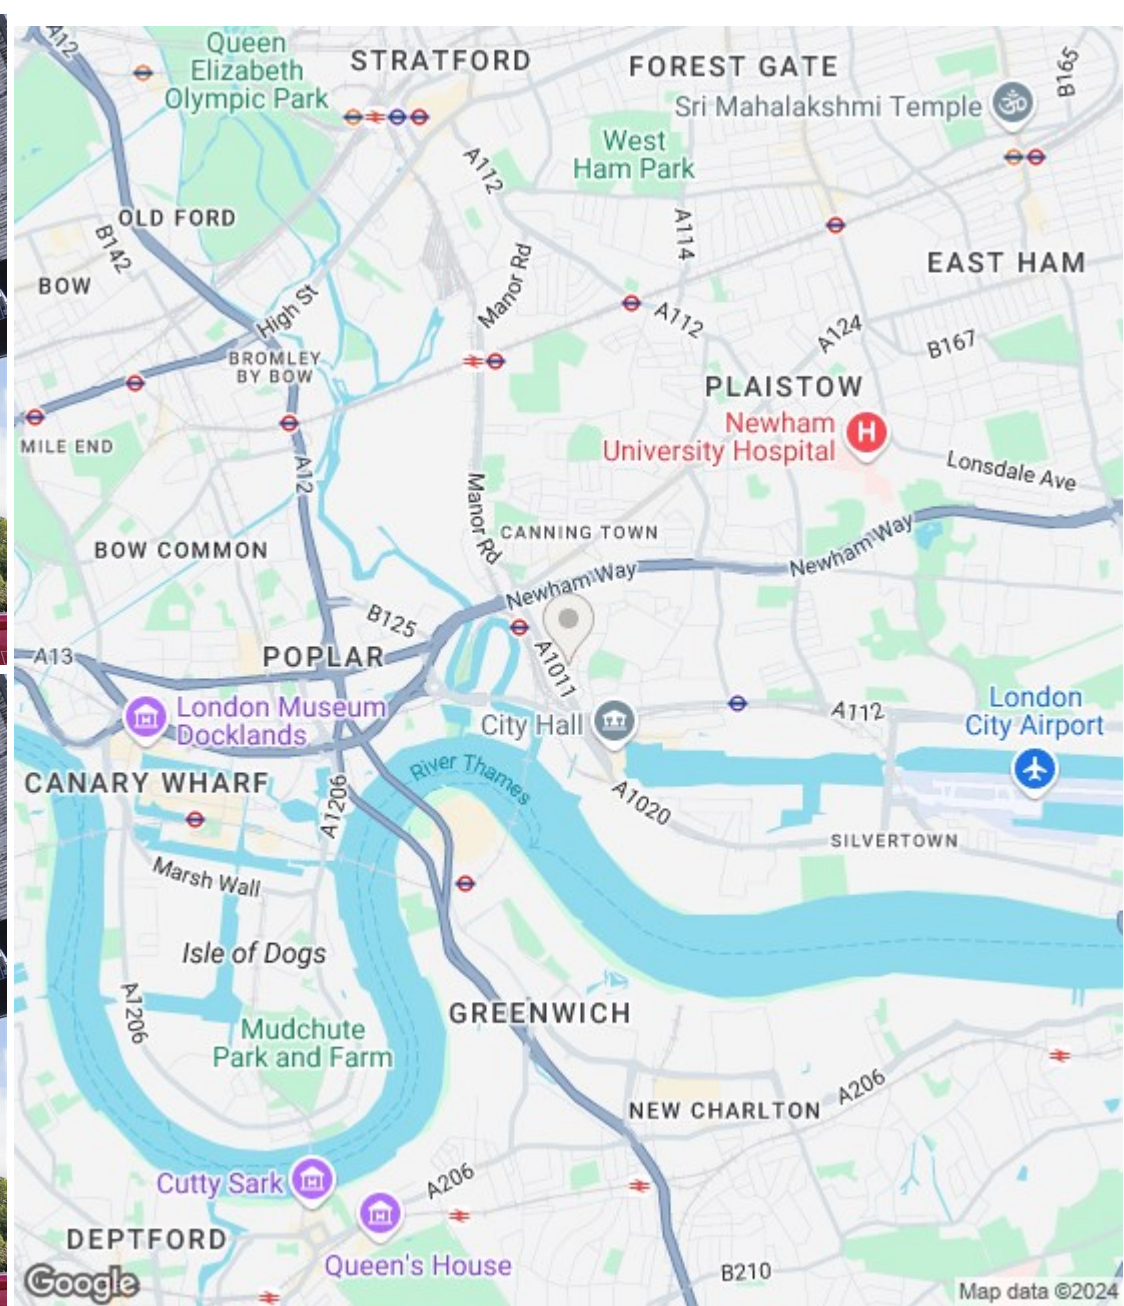 A12
Queen
Elizabeth
Olympic Park
STRATFORD
FOREST GATE
B165
Sri Mahalakshmi Temple
West
Ham Park
A112
OLD FORD
B142
A114
Manor Rd
EAST HAM
BOW
High St
A112
A124
B167
BROMLEY
BY BOW
PLAISTOW
Newham
University Hospital
H
MILE END
Lonsdale Ave
A12
Manor Rd
CANNING TOWN
Newham Way
BOW COMMON
Newham Way
B125
A13
POPLAR
A1011
London Museum
Docklands
City Hall
A112
London
City Airport
CANARY WHARF
River Thames
A1206
A1020
SILVERTOWN
Marsh Wall
Isle of Dogs
A1206
GREENWICH
Mudchute
Park and Farm
A206
NEW CHARLTON
Cutty Sark
A206
DEPTFORD
Queen's House
B210
Google
Map data ©2024